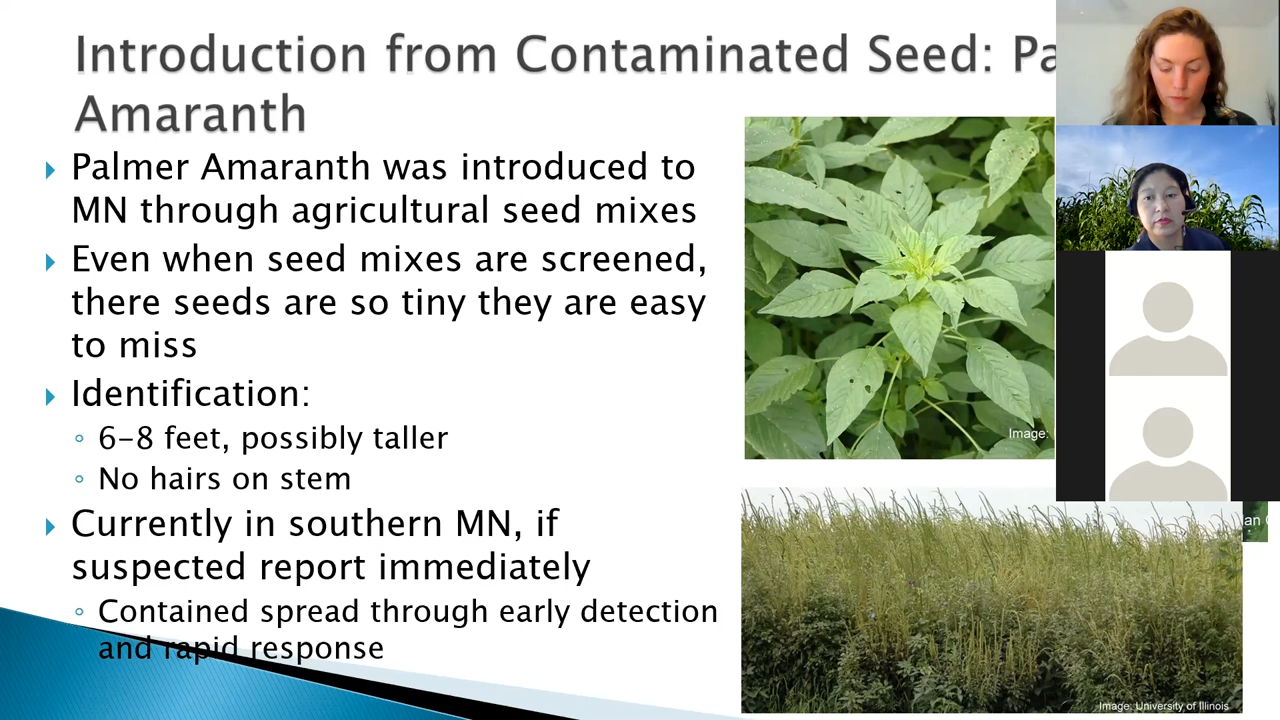 Introduction from Contaminated Seed: Pa
Amaranth
Palmer Amaranth was introduced to
MN through agricultural seed mixes
Even when seed mixes are screened,
there seeds are so tiny they are easy
to miss
Identification:
6-8 feet, possibly taller
No hairs on stem
Currently in southern MN, if
suspected report immediately
Contained spread through early detection
and rapid response
Image:
an
Image: University of Illinois